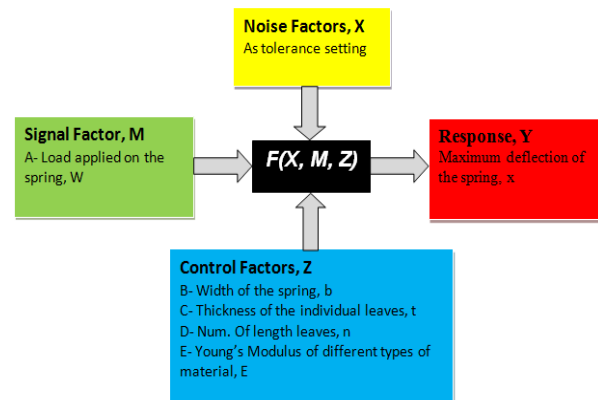 Noise Factors, X
As tolerance setting
Signal Factor, M
A- Load applied on the
spring, W
F(X, M, Z)
Response, Y
Maximum deflection of
the spring, x
Control Factors, Z
B- Width of the spring, b
C- Thickness of the individual leaves, t
D- Num. Of length leaves, n
E- Young's Modulus of different types of
material, E